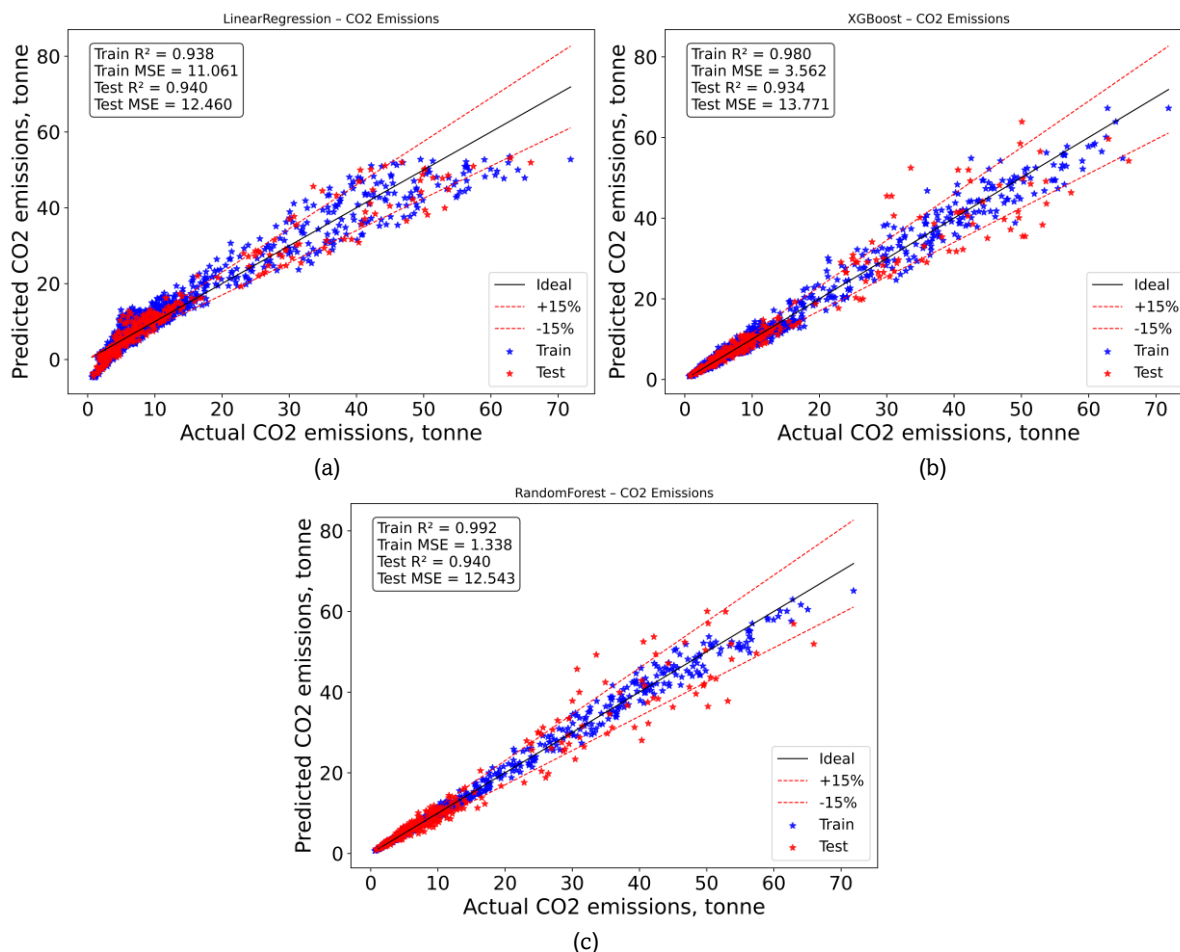 LinearRegression – CO2 Emissions
Train R² = 0.938
Train MSE = 11.061
Test R² = 0.940
Test MSE = 12.460
Predicted CO2 emissions, tonne
80
60
40
20
0
Ideal
+15%
-15%
Train
Test
0 10 20 30 40 50 60 70
Actual CO2 emissions, tonne
(a)
XGBoost – CO2 Emissions
Train R² = 0.980
Train MSE = 3.562
Test R² = 0.934
Test MSE = 13.771
Predicted CO2 emissions, tonne
80
60
40
20
0
Ideal
+15%
-15%
Train
Test
0 10 20 30 40 50 60 70
Actual CO2 emissions, tonne
(b)
RandomForest – CO2 Emissions
Train R² = 0.992
Train MSE = 1.338
Test R² = 0.940
Test MSE = 12.543
Predicted CO2 emissions, tonne
80
60
40
20
0
Ideal
+15%
-15%
Train
Test
0 10 20 30 40 50 60 70
Actual CO2 emissions, tonne
(c)